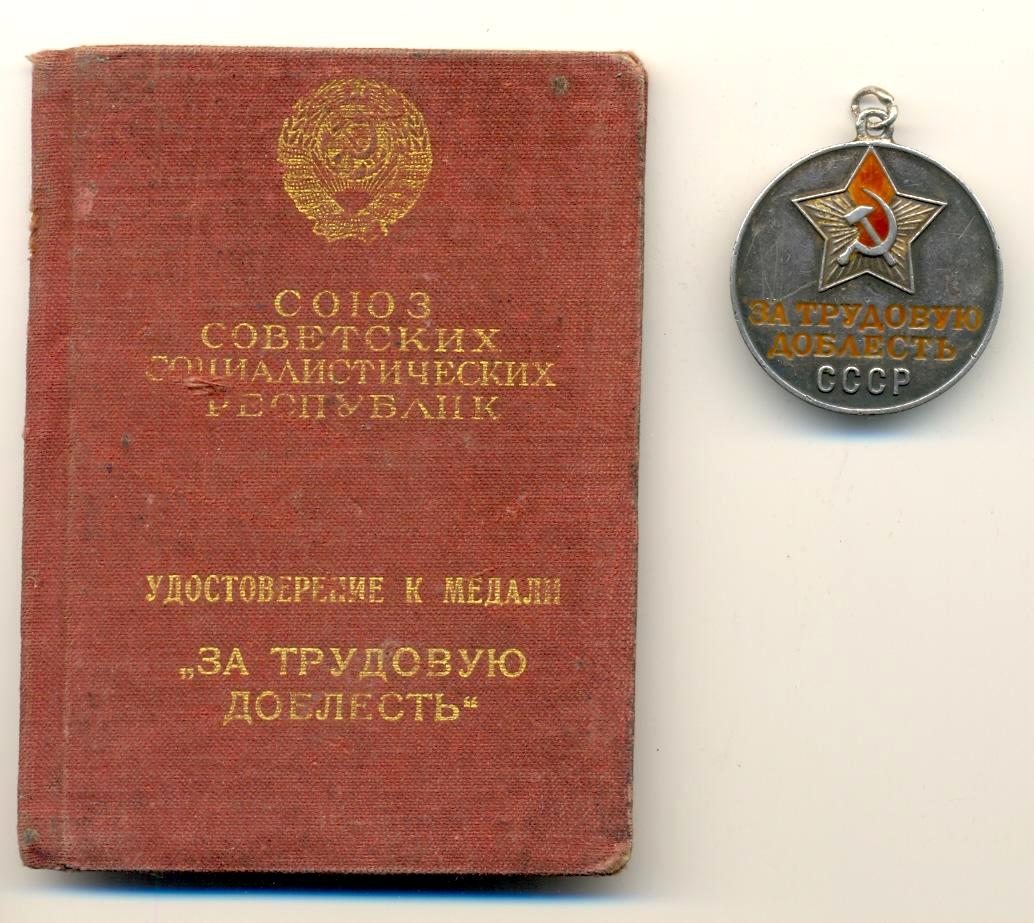 СОЮЗ
СОВЕТСКИХ
СОЦИАЛИСТИЧЕСКИХ
РЕСПУБЛИК
УДОСТОВЕРЕНИЕ К МЕДАЛИ
„ЗА ТРУДОВУЮ
ДОБЛЕСТЬ“
ЗА ТРУДОВУЮ
ДОБЛЕСТЬ
СССР